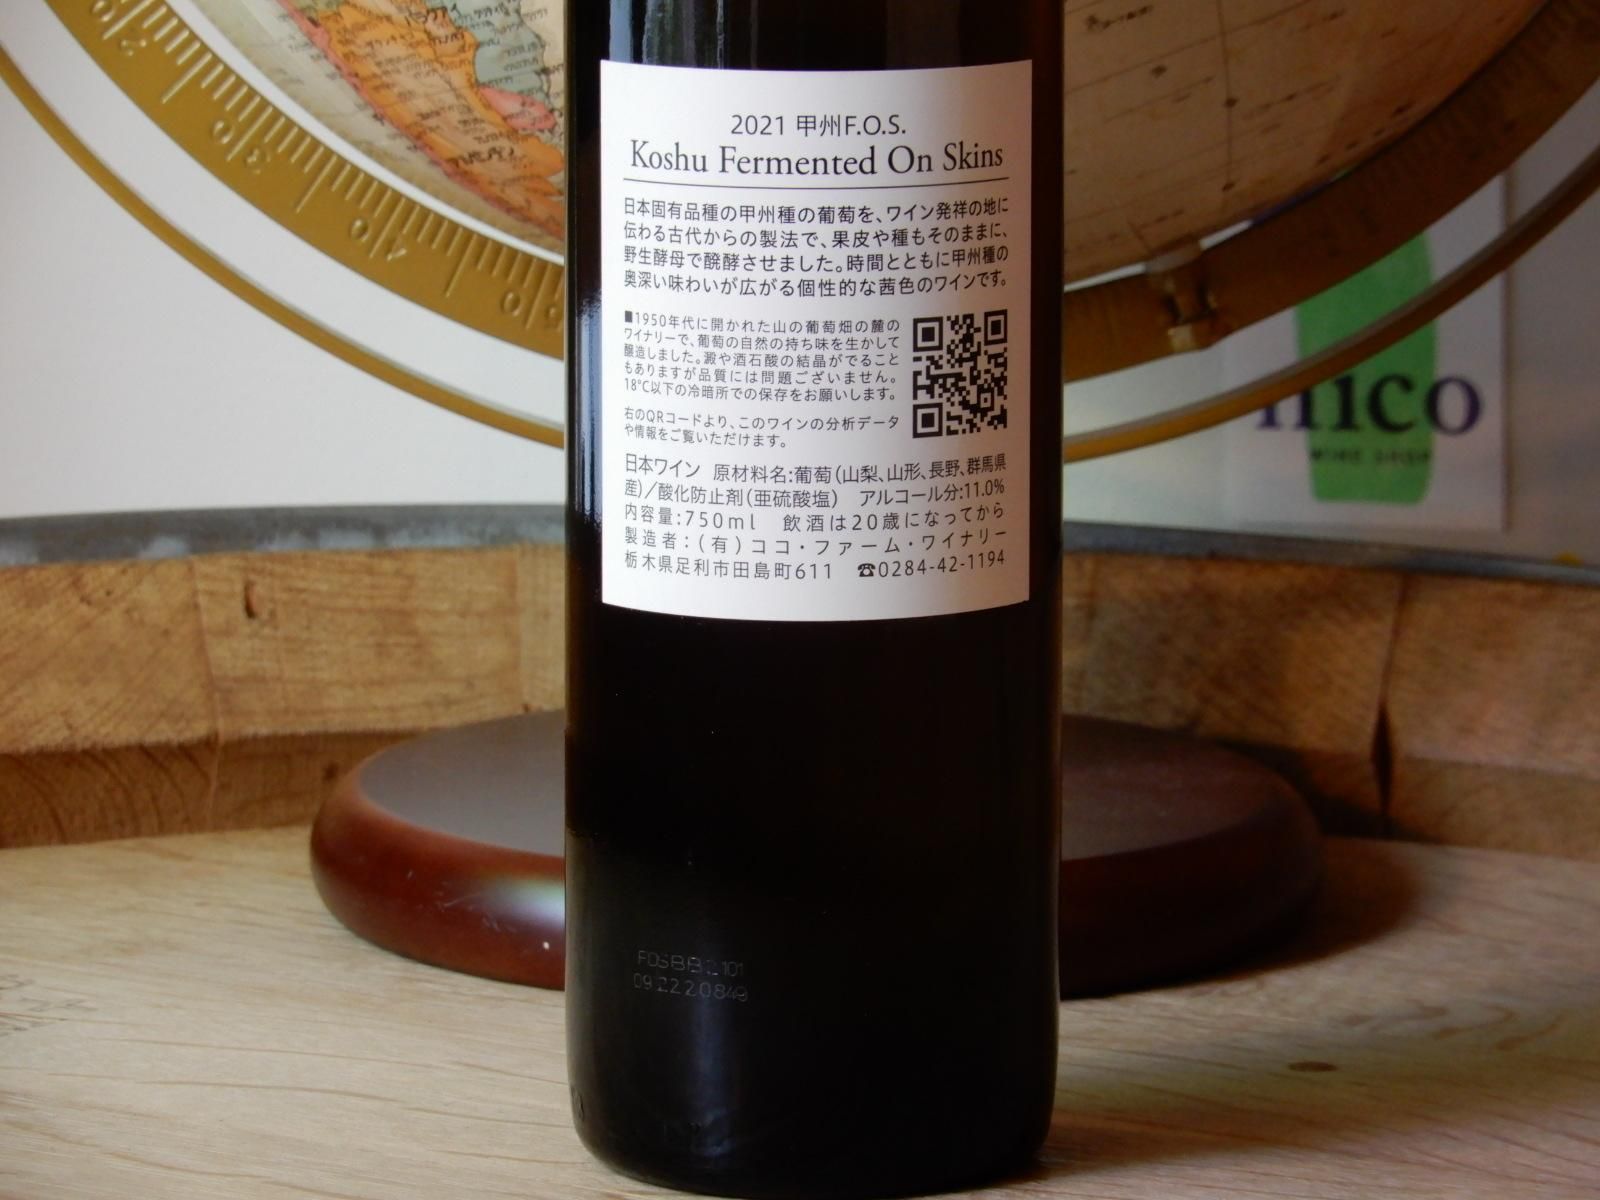 2021 甲州F.O.S.
Koshu Fermented On Skins
日本固有品種の甲州種の葡萄を、ワイン発祥の地に
伝わる古代からの製法で、果皮や種もそのままに、
野生酵母で醗酵させました。時間とともに甲州種の
奥深い味わいが広がる個性的な茜色のワインです。
■1950年代に開かれた山の葡萄畑の麓の
ワイナリーで、葡萄の自然の持ち味を生かして
醸造しました。澱や酒石酸の結晶がでること
もありますが品質には問題ございません。
18℃以下の冷暗所での保存をお願いします。
右のQRコードより、このワインの分析データ
や情報をご覧いただけます。
日本ワイン 原材料名:葡萄(山梨、山形、長野、群馬県
産)/酸化防止剤(亜硫酸塩) アルコール分:11.0%
内容量:750ml 飲酒は20歳になってから
製造者:(有)ココ・ファーム・ワイナリー
栃木県足利市田島町611 ☎0284-42-1194
nico
WINE SHOP
20
30
40
50